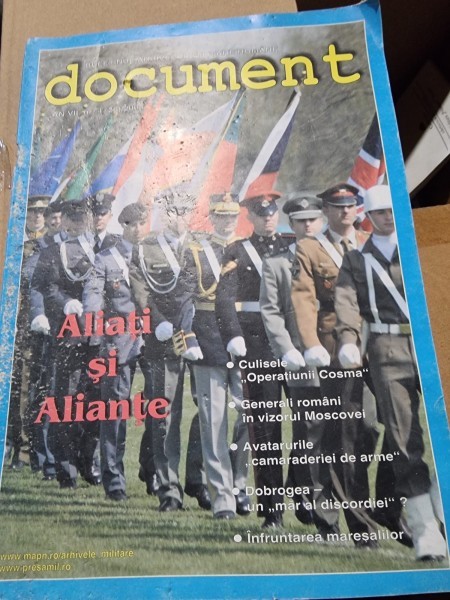 document
Aliați
și
Alianțe
Culisele
„Operațiunii Cosma“
Generali români
în vizorul Moscovei
Avatarurile
„camaraderiei de arme“
Dobrogea –
un „măr al discordiei“ ?
Înfruntarea mareșalilor
www.mapn.ro/arhivele_militare
www.presamil.ro